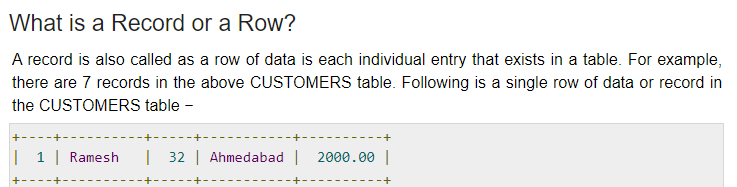 What is a Record or a Row?
A record is also called as a row of data is each individual entry that exists in a table. For example,
there are 7 records in the above CUSTOMERS table. Following is a single row of data or record in
the CUSTOMERS table −
+----+----------+-----+-----------+----------+
|  1 | Ramesh   |  32 | Ahmedabad |  2000.00 |
+----+----------+-----+-----------+----------+